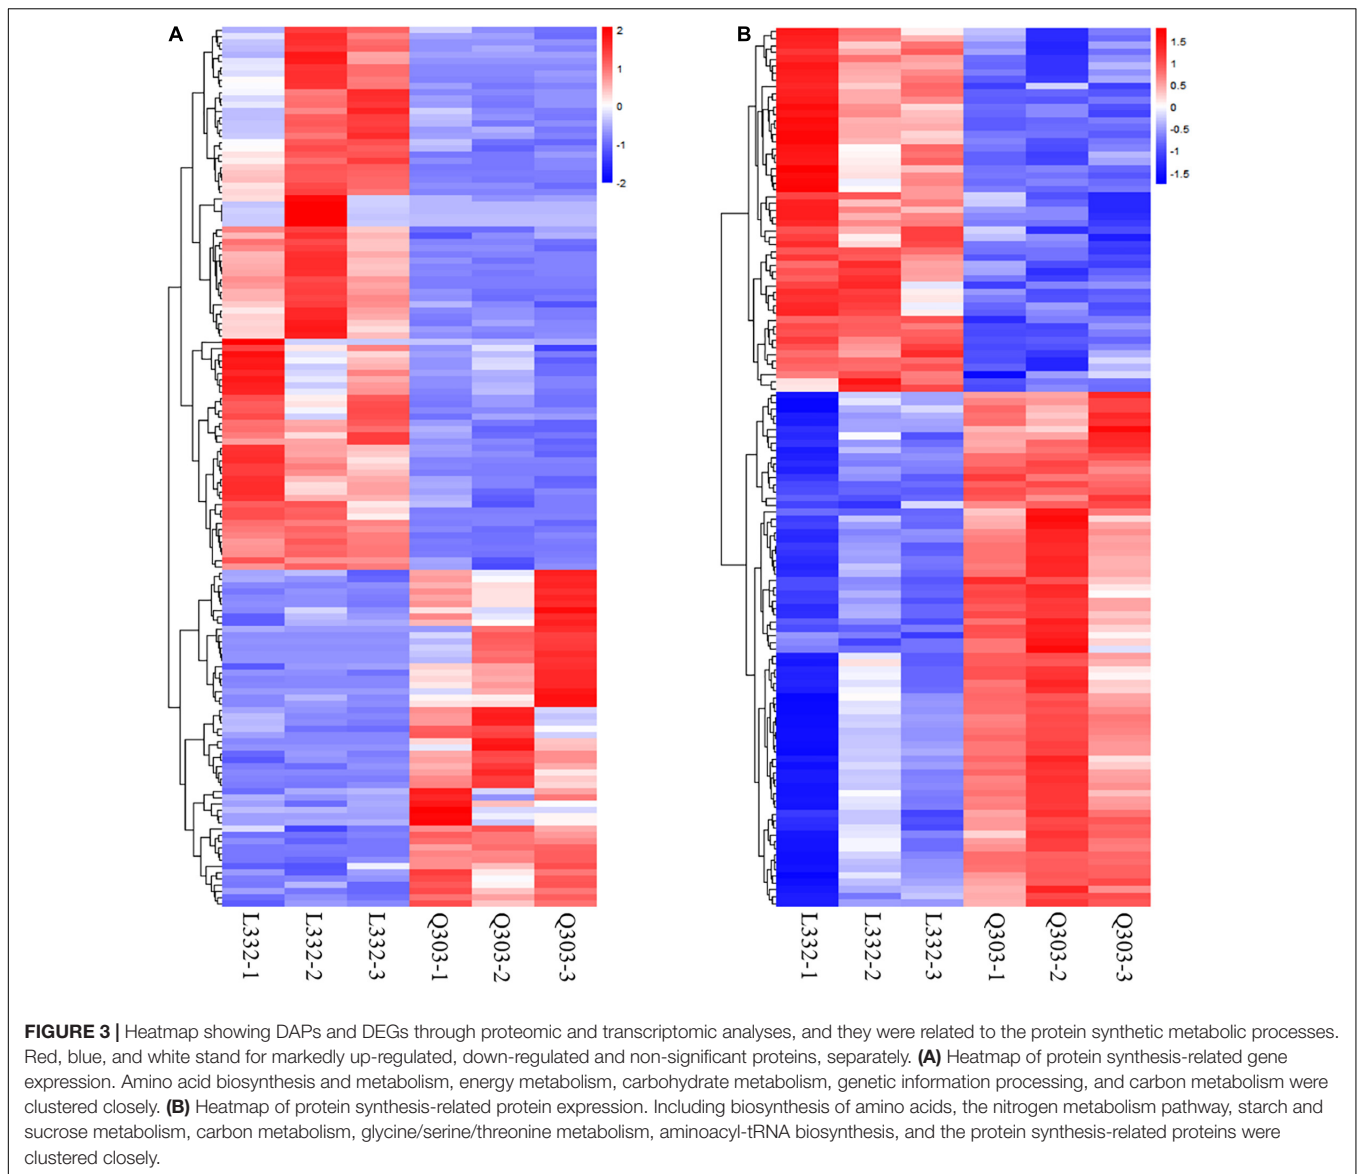 A
2
1
0
-1
-2
L332-1
L332-2
L332-3
Q303-1
Q303-2
Q303-3
B
1.5
1
0.5
0
-0.5
-1
-1.5
L332-1
L332-2
L332-3
Q303-1
Q303-2
Q303-3
FIGURE 3 | Heatmap showing DAPs and DEGs through proteomic and transcriptomic analyses, and they were related to the protein synthetic metabolic processes.
Red, blue, and white stand for markedly up-regulated, down-regulated and non-significant proteins, separately. (A) Heatmap of protein synthesis-related gene
expression. Amino acid biosynthesis and metabolism, energy metabolism, carbohydrate metabolism, genetic information processing, and carbon metabolism were
clustered closely. (B) Heatmap of protein synthesis-related protein expression. Including biosynthesis of amino acids, the nitrogen metabolism pathway, starch and
sucrose metabolism, carbon metabolism, glycine/serine/threonine metabolism, aminoacyl-tRNA biosynthesis, and the protein synthesis-related proteins were
clustered closely.